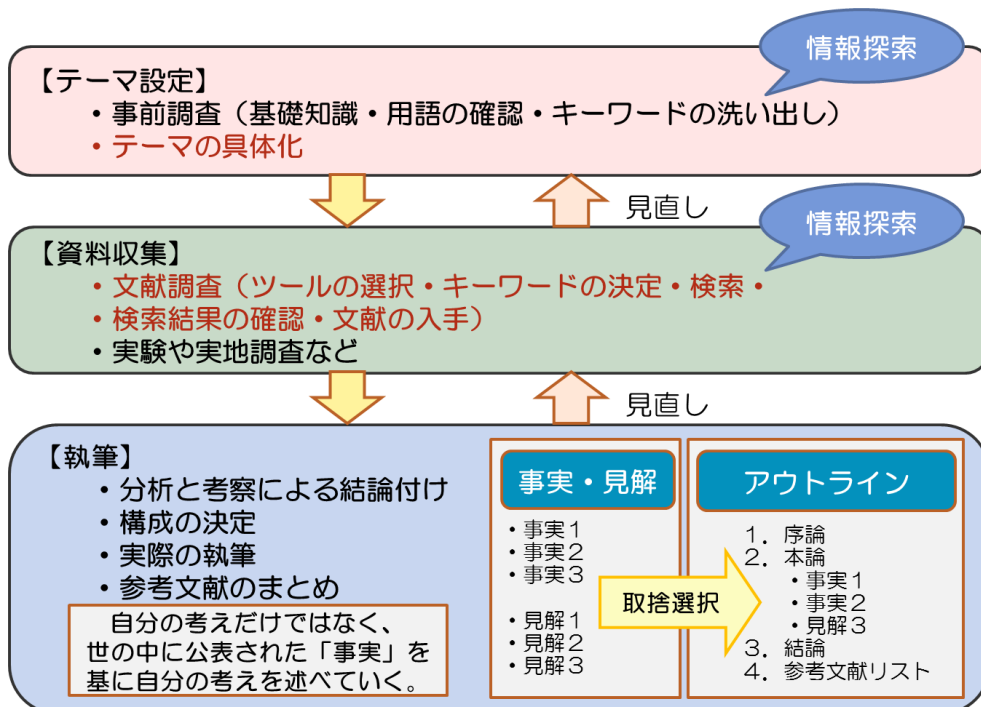 情報探索
【テーマ設定】
・事前調査（基礎知識・用語の確認・キーワードの洗い出し）
・テーマの具体化
見直し
情報探索
【資料収集】
・文献調査（ツールの選択・キーワードの決定・検索・
・検索結果の確認・文献の入手）
・実験や実地調査など
見直し
【執筆】
・分析と考察による結論付け
・構成の決定
・実際の執筆
・参考文献のまとめ
自分の考えだけではなく、
世の中に公表された「事実」を
基に自分の考えを述べていく。
事実・見解
・事実１
・事実２
・事実３
・見解１
・見解２
・見解３
取捨選択
アウトライン
１．序論
２．本論
・事実１
・事実２
・見解３
３．結論
４．参考文献リスト